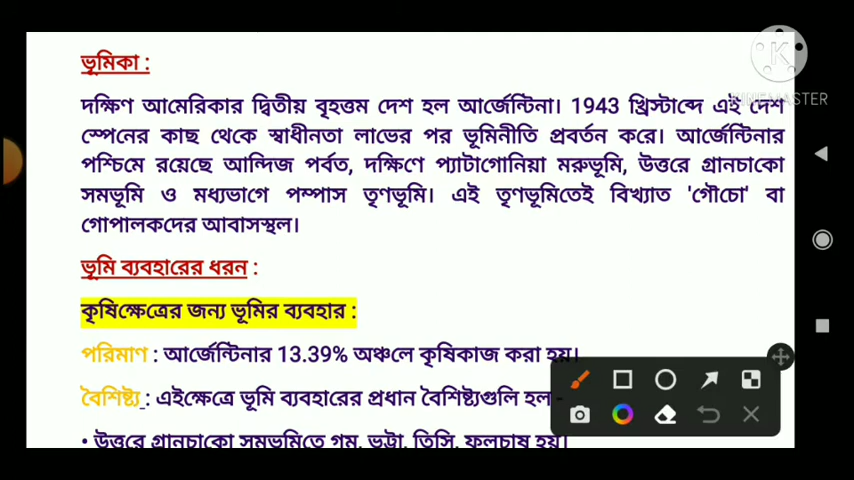 ভূমিকা :
KINEMASTER
দক্ষিণ আমেরিকার দ্বিতীয় বৃহত্তম দেশ হল আর্জেন্টিনা। 1943 খ্রিস্টাব্দে এই দেশ
স্পেনের কাছ থেকে স্বাধীনতা লাভের পর ভূমিনীতি প্রবর্তন করে। আর্জেন্টিনার
পশ্চিমে রয়েছে আন্দিজ পর্বত, দক্ষিণে প্যাটাগোনিয়া মরুভূমি, উত্তরে গ্রানচাকো
সমভূমি ও মধ্যভাগে পম্পাস তৃণভূমি। এই তৃণভূমিতেই বিখ্যাত 'গৌচো' বা
গোপালকদের আবাসস্থল।
ভূমি ব্যবহারের ধরন :
কৃষিক্ষেত্রের জন্য ভূমির ব্যবহার :
পরিমাণ : আর্জেন্টিনার 13.39% অঞ্চলে কৃষিকাজ করা হয়।
বৈশিষ্ট্য : এইক্ষেত্রে ভূমি ব্যবহারের প্রধান বৈশিষ্ট্যগুলি হল -
• উত্তরে গ্রানচাকো সমভূমিতে গম, ভুট্টা, তিসি, ফলচাষ হয়।